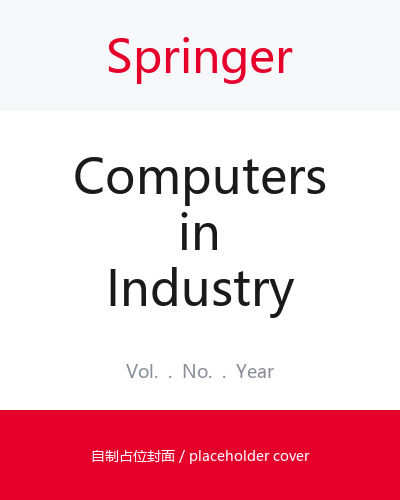 Springer
Computers
in
Industry
Vol. . No. . Year
自制占位封面 / placeholder cover